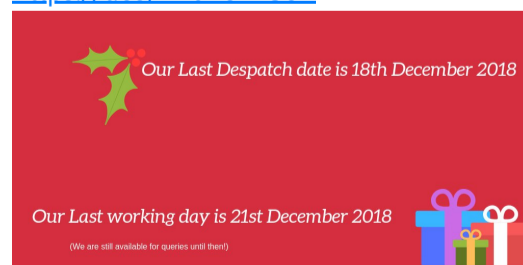 Our Last Despatch date is 18th December 2018
Our Last working day is 21st December 2018
(We are still available for queries until then!)